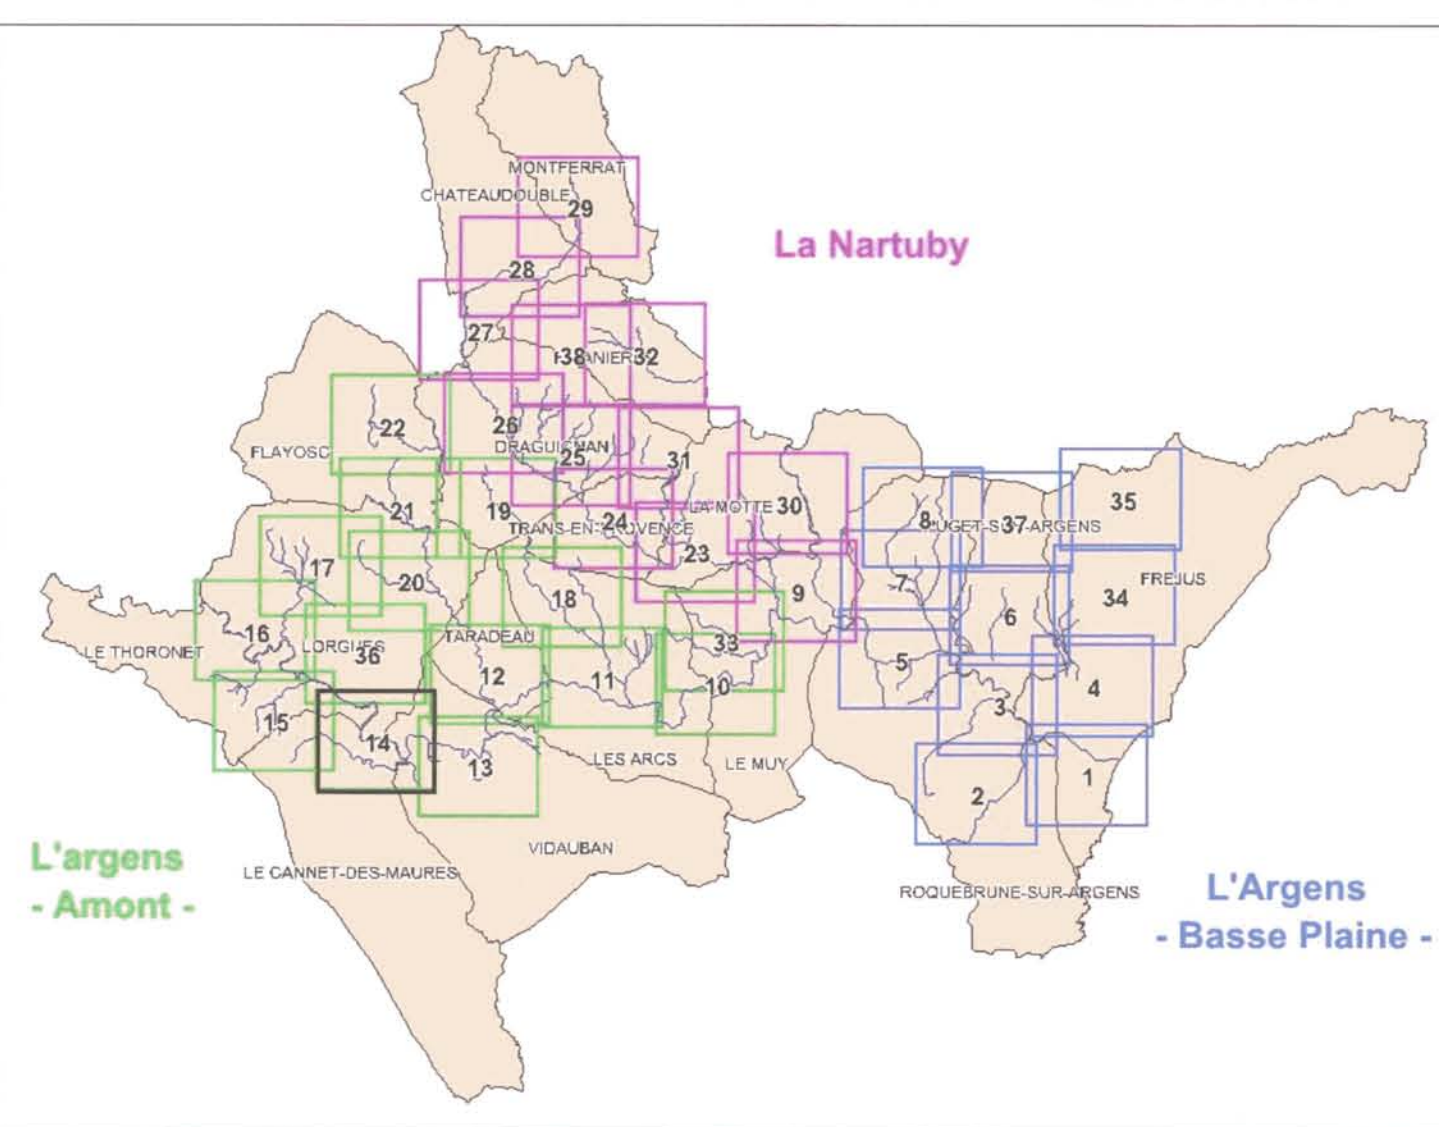 MONTFERRAT
CHATEAUDOUBLE
29
La Nartuby
28
27
38
32
22
26
DRAGUIGNAN
FLAYOSC
25
31
35
21
19
LA MOTTE
30
8
37
24
TRANS-EN-PROVENCE
23
17
20
7
FREJUS
18
9
34
6
16
LORGUES
TARADEAU
33
LE THORONET
36
5
12
11
10
4
3
15
14
13
LES ARCS
LE MUY
1
2
L'argens
- Amont -
VIDAUBAN
LE CANNET-DES-MAURES
ROQUEBRUNE-SUR-ARGENS
L'Argens
- Basse Plaine -